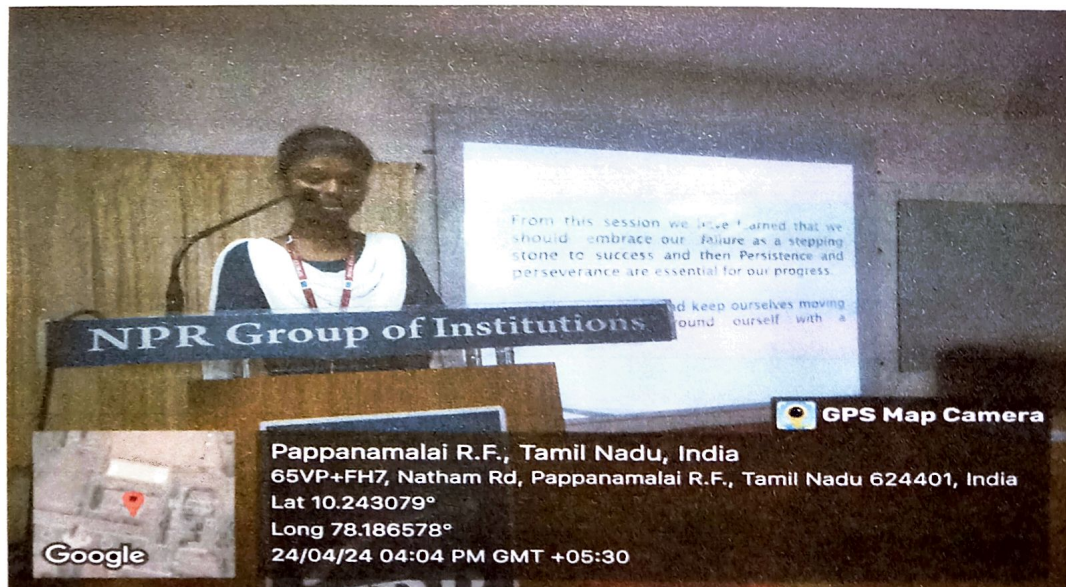 From this session we have learned that we
should embrace our failure as a stepping
stone to success and then Persistence and
perseverance are essential for our progress.
nd keep ourselves moving
round ourself with a
NPR Group of Institutions
GPS Map Camera
Pappanamalai R.F., Tamil Nadu, India
65VP+FH7, Natham Rd, Pappanamalai R.F., Tamil Nadu 624401, India
Lat 10.243079°
Long 78.186578°
24/04/24 04:04 PM GMT +05:30
Google